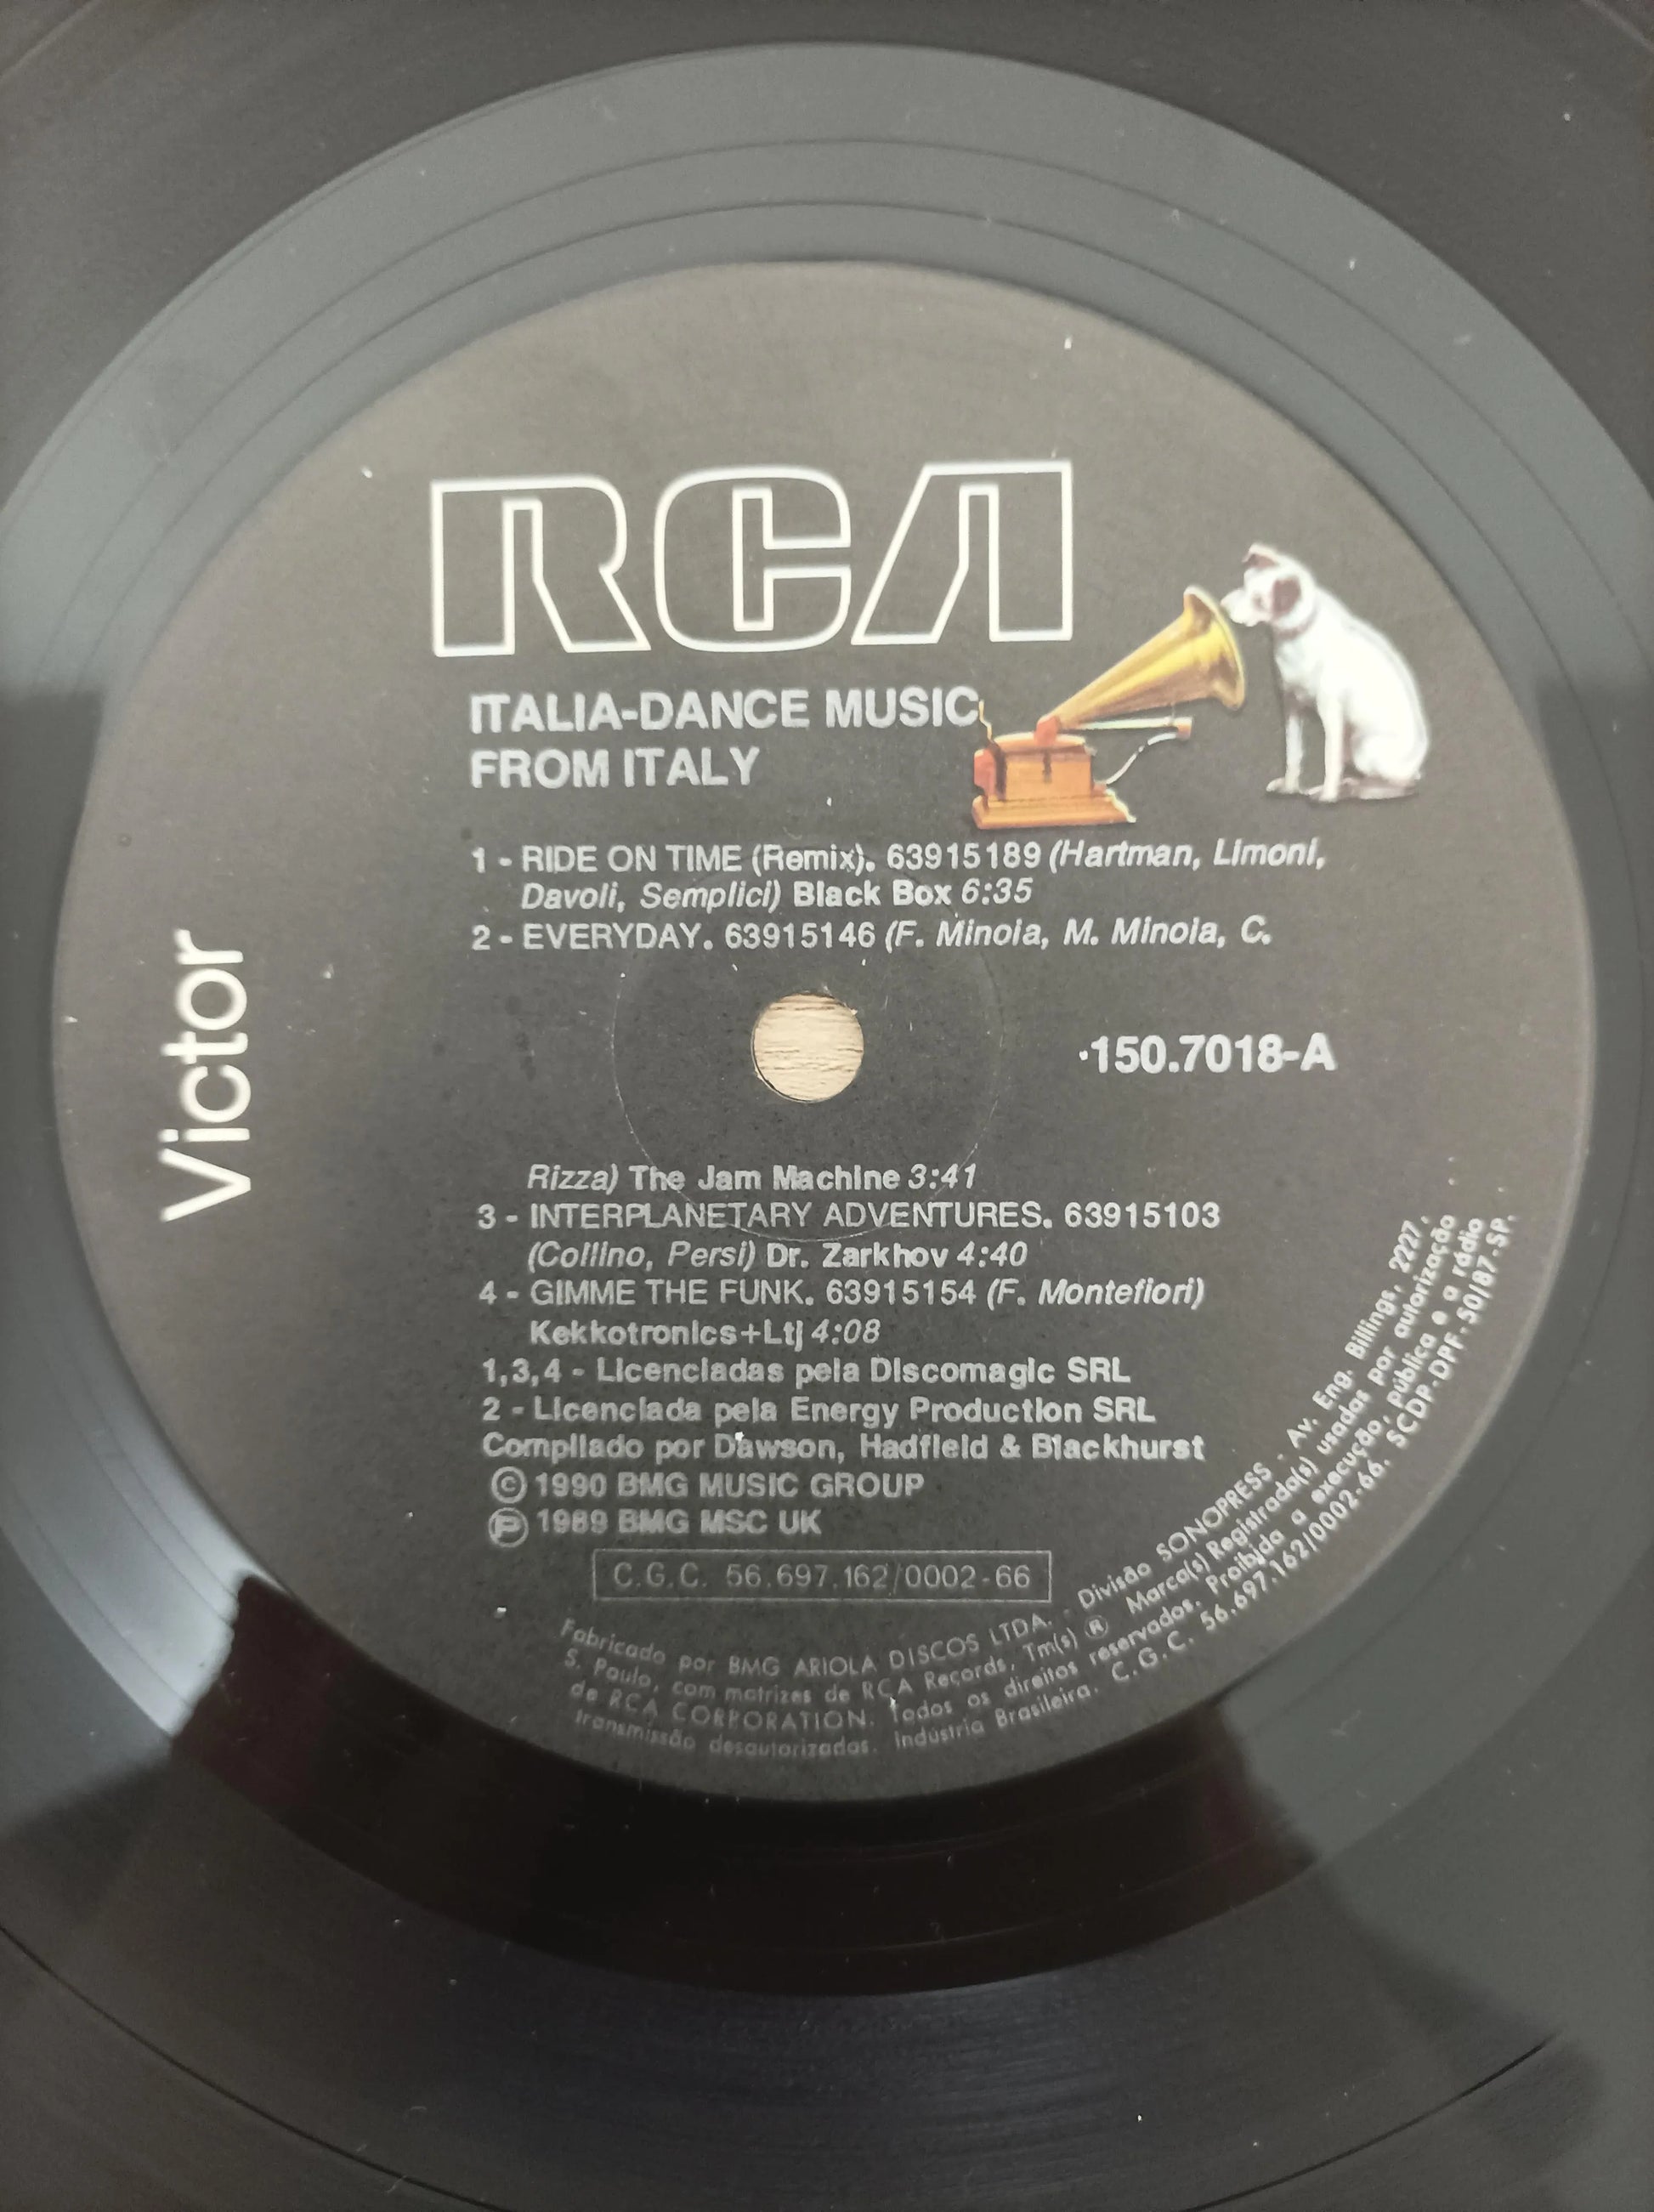 RCA
Victor
ITALIA-DANCE MUSIC
FROM ITALY
1 - RIDE ON TIME (Remix). 63915189 (Hartman, Limoni,
Davoli, Semplici) Black Box 6:35
2 - EVERYDAY. 63915146 (F. Minoia, M. Minoia, C.
·150.7018-A
Rizza) The Jam Machine 3:41
3 - INTERPLANETARY ADVENTURES. 63915103
(Collino, Persi) Dr. Zarkhov 4:40
4 - GIMME THE FUNK. 63915154 (F. Montefiori)
Kekkotronics+Ltj 4:08
1,3,4 - Licenciadas pela Discomagic SRL
2 - Licenciada pela Energy Production SRL
Compilado por Dawson, Hadfield & Blackhurst
© 1990 BMG MUSIC GROUP
℗ 1989 BMG MSC UK
C.G.C. 56.697.162/0002-66
Fabricado por BMG ARIOLA DISCOS LTDA. - Divisão SONOPRESS - Av. Eng. Billings, 2227,
S. Paulo, com matrizes de RCA Records, Tm(s) ® Marca(s) Registrada(s) usadas por autorização
de RCA CORPORATION. Todos os direitos reservados. Proibida a execução, pública e a rádio
transmissão desautorizadas. Indústria Brasileira. C.G.C. 56.697.162/0002-66. SCDP-DPF-50/87-SP.